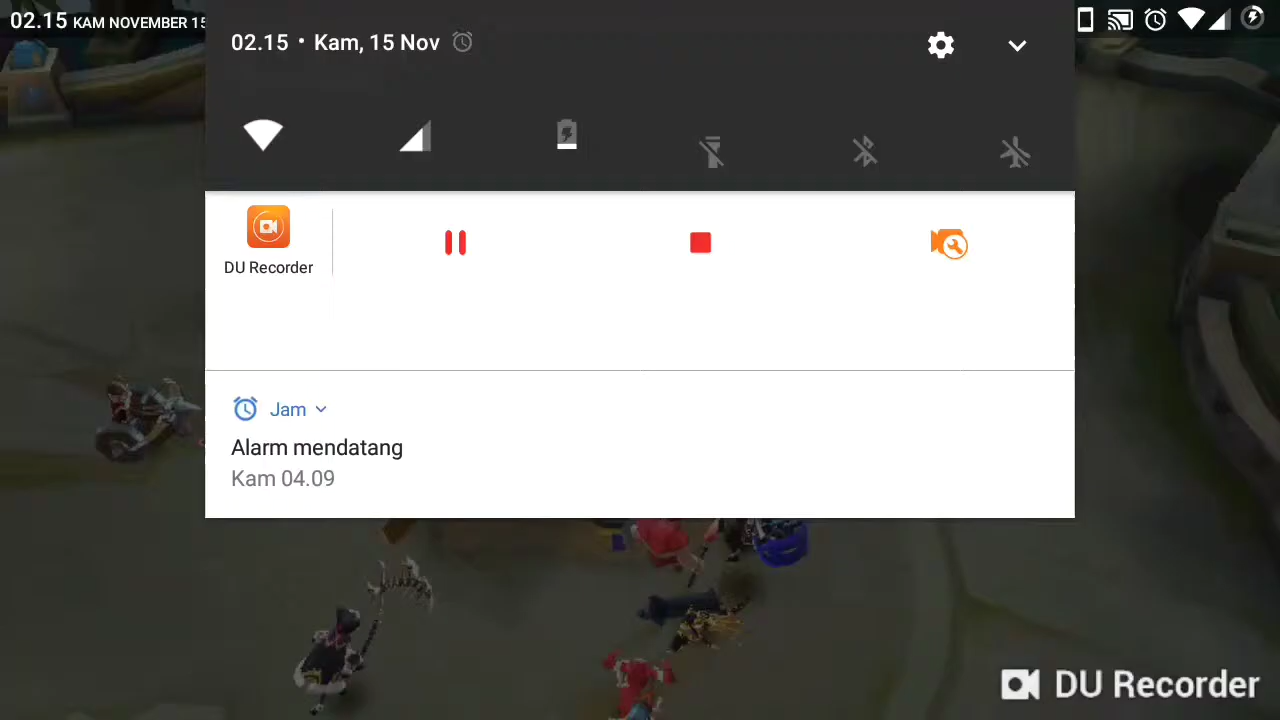 02.15 KAM NOVEMBER 15
02.15 • Kam, 15 Nov
DU Recorder
Jam
Alarm mendatang
Kam 04.09
DU Recorder